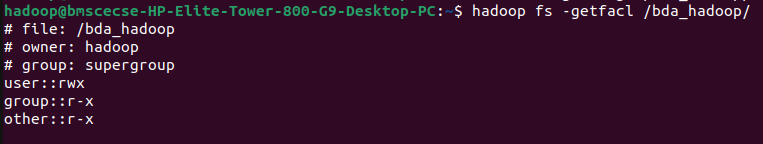 hadoop@bmscecse-HP-Elite-Tower-800-G9-Desktop-PC:~$ hadoop fs -getfacl /bda_hadoop/
# file: /bda_hadoop
# owner: hadoop
# group: supergroup
user::rwx
group::r-x
other::r-x